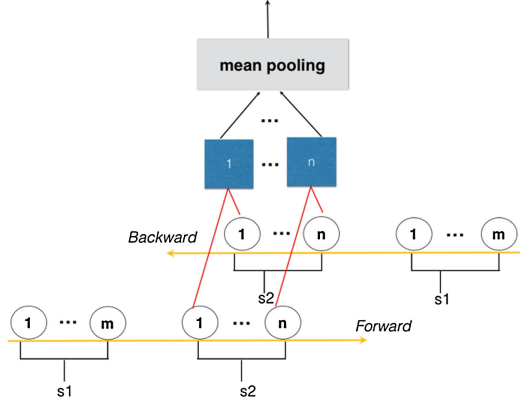 mean pooling
...
1 ... n
1 ... n 1 ... m
Backward
s2 s1
1 ... m 1 ... n
Forward
s1 s2